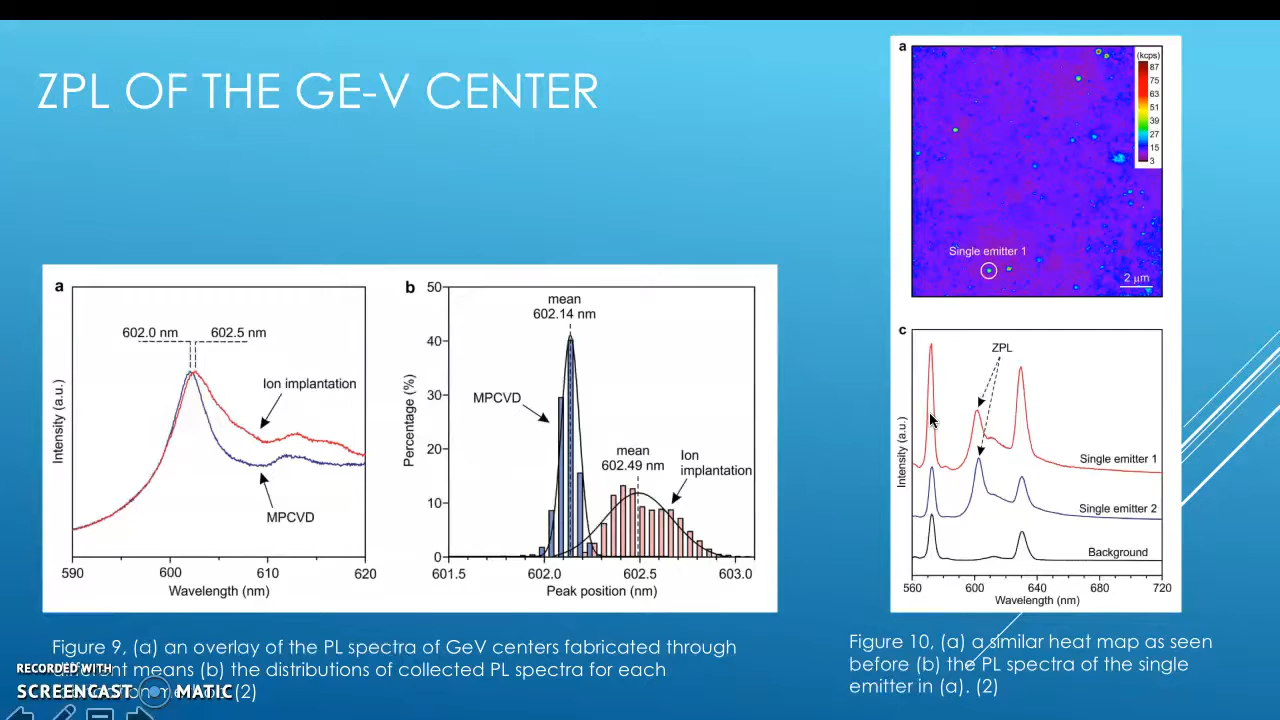 ZPL OF THE GE-V CENTER
a
602.0 nm
602.5 nm
Ion implantation
MPCVD
Intensity (a.u.)
590
600
610
620
Wavelength (nm)
b
50
40
30
20
10
0
Percentage (%)
mean
602.14 nm
MPCVD
mean
602.49 nm
Ion
implantation
601.5
602.0
602.5
603.0
Peak position (nm)
Figure 9, (a) an overlay of the PL spectra of GeV centers fabricated through
means (b) the distributions of collected PL spectra for each
(2)
RECORDED WITH
SCREENCAST MATIC
a
(kcps)
87
75
63
51
39
27
15
3
Single emitter 1
2 µm
c
ZPL
Intensity (a.u.)
Single emitter 1
Single emitter 2
Background
560
600
640
680
720
Wavelength (nm)
Figure 10, (a) a similar heat map as seen
before (b) the PL spectra of the single
emitter in (a). (2)